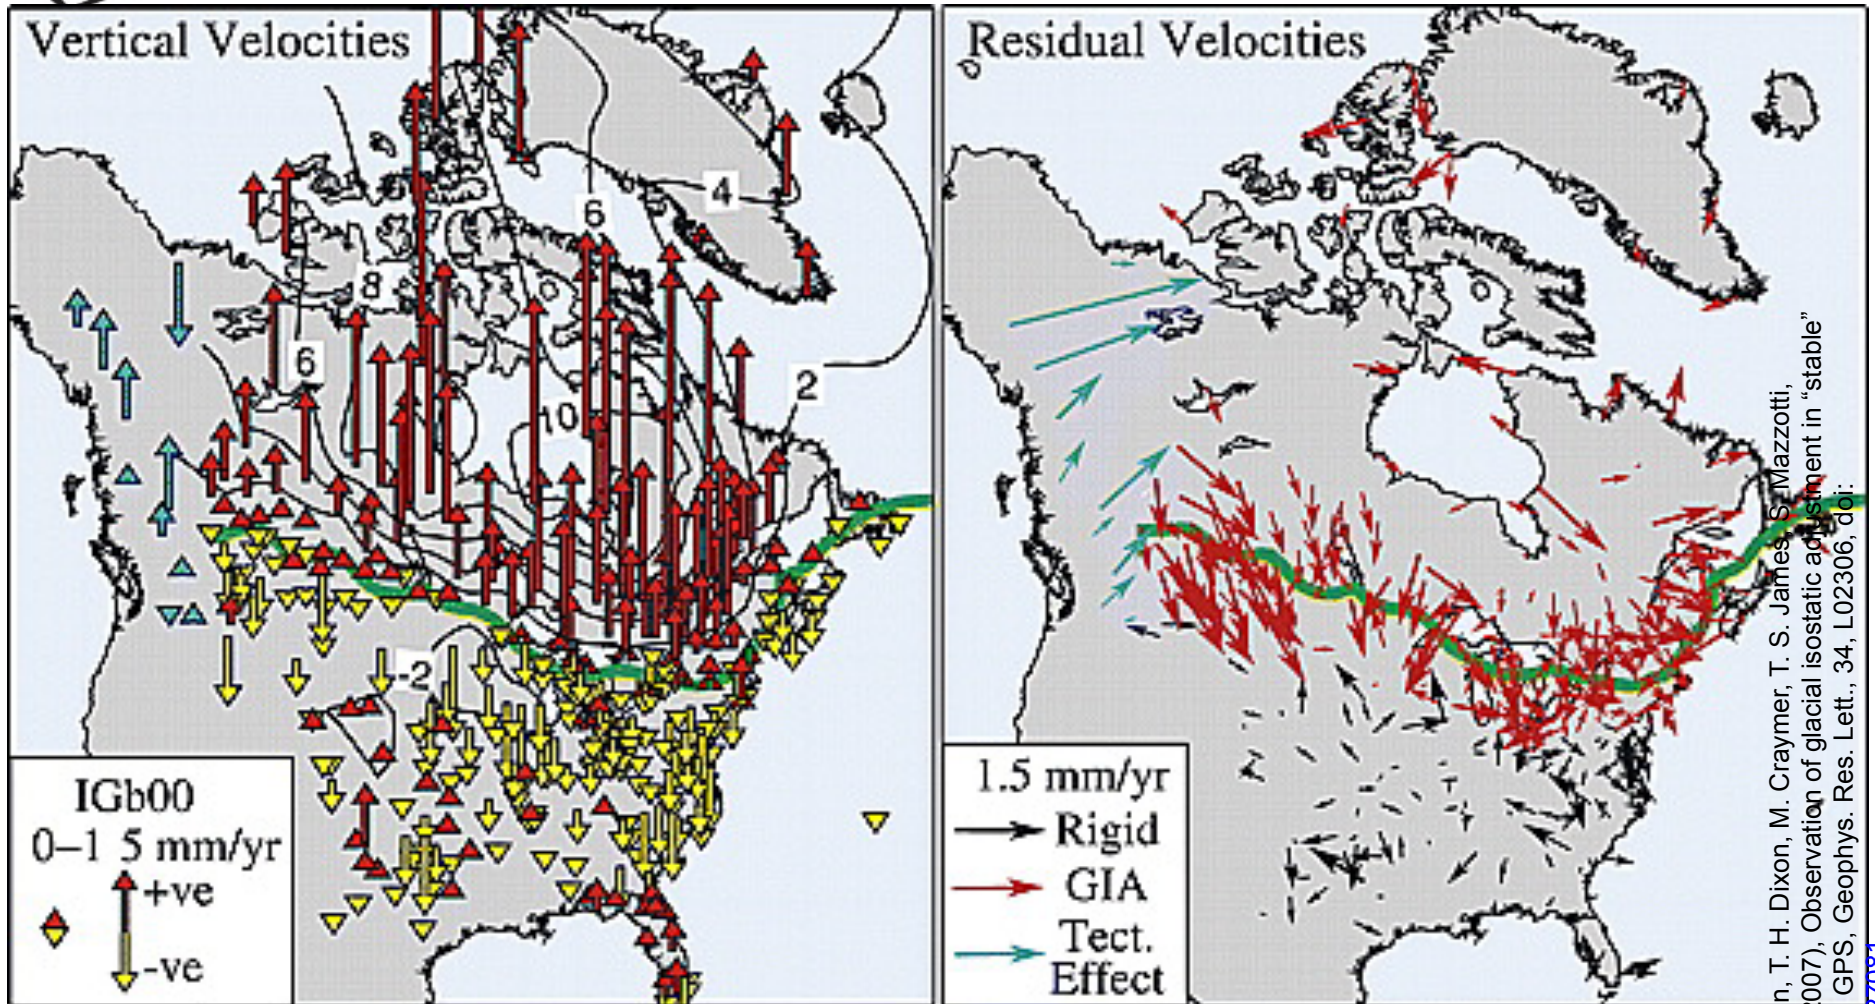 Vertical Velocities
4
6
8
6
2
10
-2
IGb00
0–1 5 mm/yr
+ve
-ve
Residual Velocities
1.5 mm/yr
Rigid
GIA
Tect.
Effect
n, T. H. Dixon, M. Craymer, T. S. James, S. Mazzotti,
2007), Observation of glacial isostatic adjustment in “stable”
GPS, Geophys. Res. Lett., 34, L02306, doi: